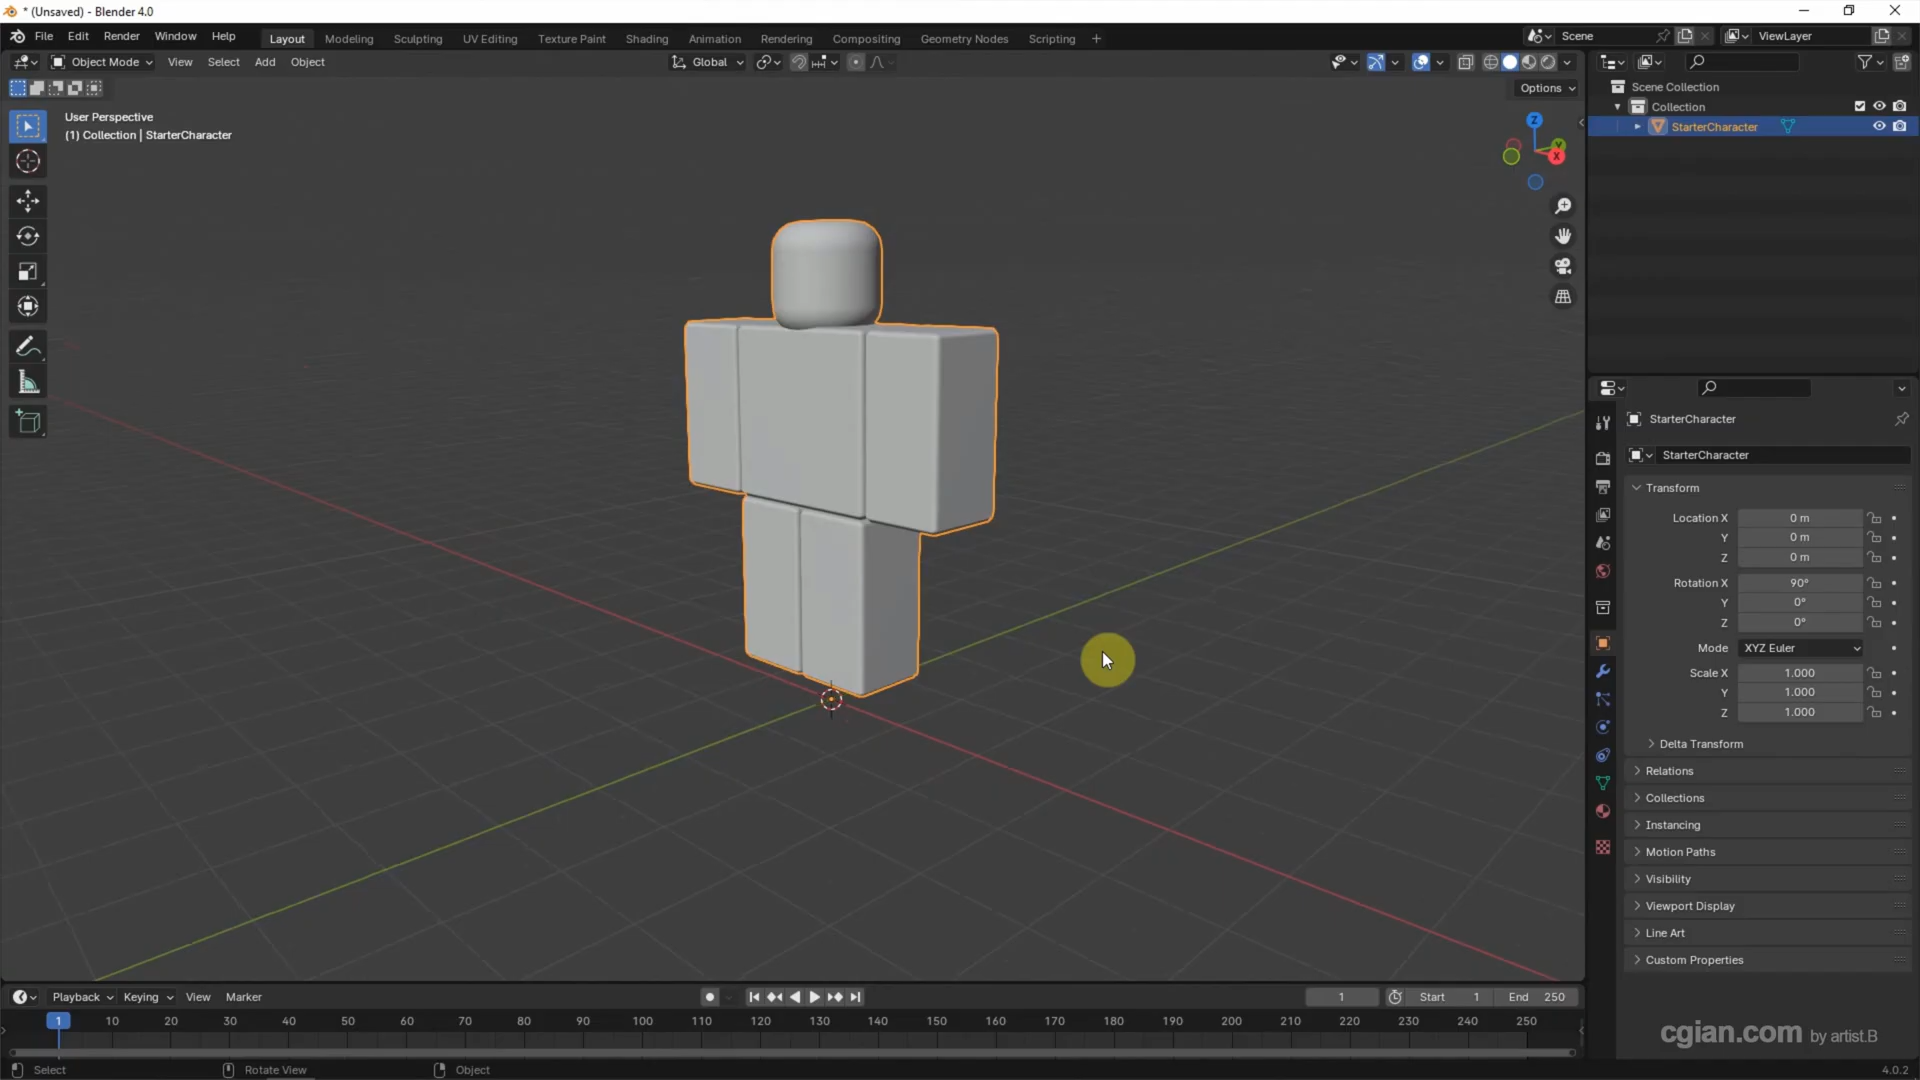 * (Unsaved) - Blender 4.0
File Edit Render Window Help
Layout Modeling Sculpting UV Editing Texture Paint Shading Animation Rendering Compositing Geometry Nodes Scripting +
Scene
ViewLayer
Object Mode View Select Add Object
Global
Options
User Perspective
(1) Collection | StarterCharacter
Z
Y
X
Scene Collection
Collection
StarterCharacter
StarterCharacter
StarterCharacter
Transform
Location X 0 m
Y 0 m
Z 0 m
Rotation X 90°
Y 0°
Z 0°
Mode XYZ Euler
Scale X 1.000
Y 1.000
Z 1.000
Delta Transform
Relations
Collections
Instancing
Motion Paths
Visibility
Viewport Display
Line Art
Custom Properties
Playback Keying View Marker
1 Start 1 End 250
1 10 20 30 40 50 60 70 80 90 100 110 120 130 140 150 160 170 180 190 200 210 220 230 240 250
cgian.com by artist.B
Select Rotate View Object
4.0.2